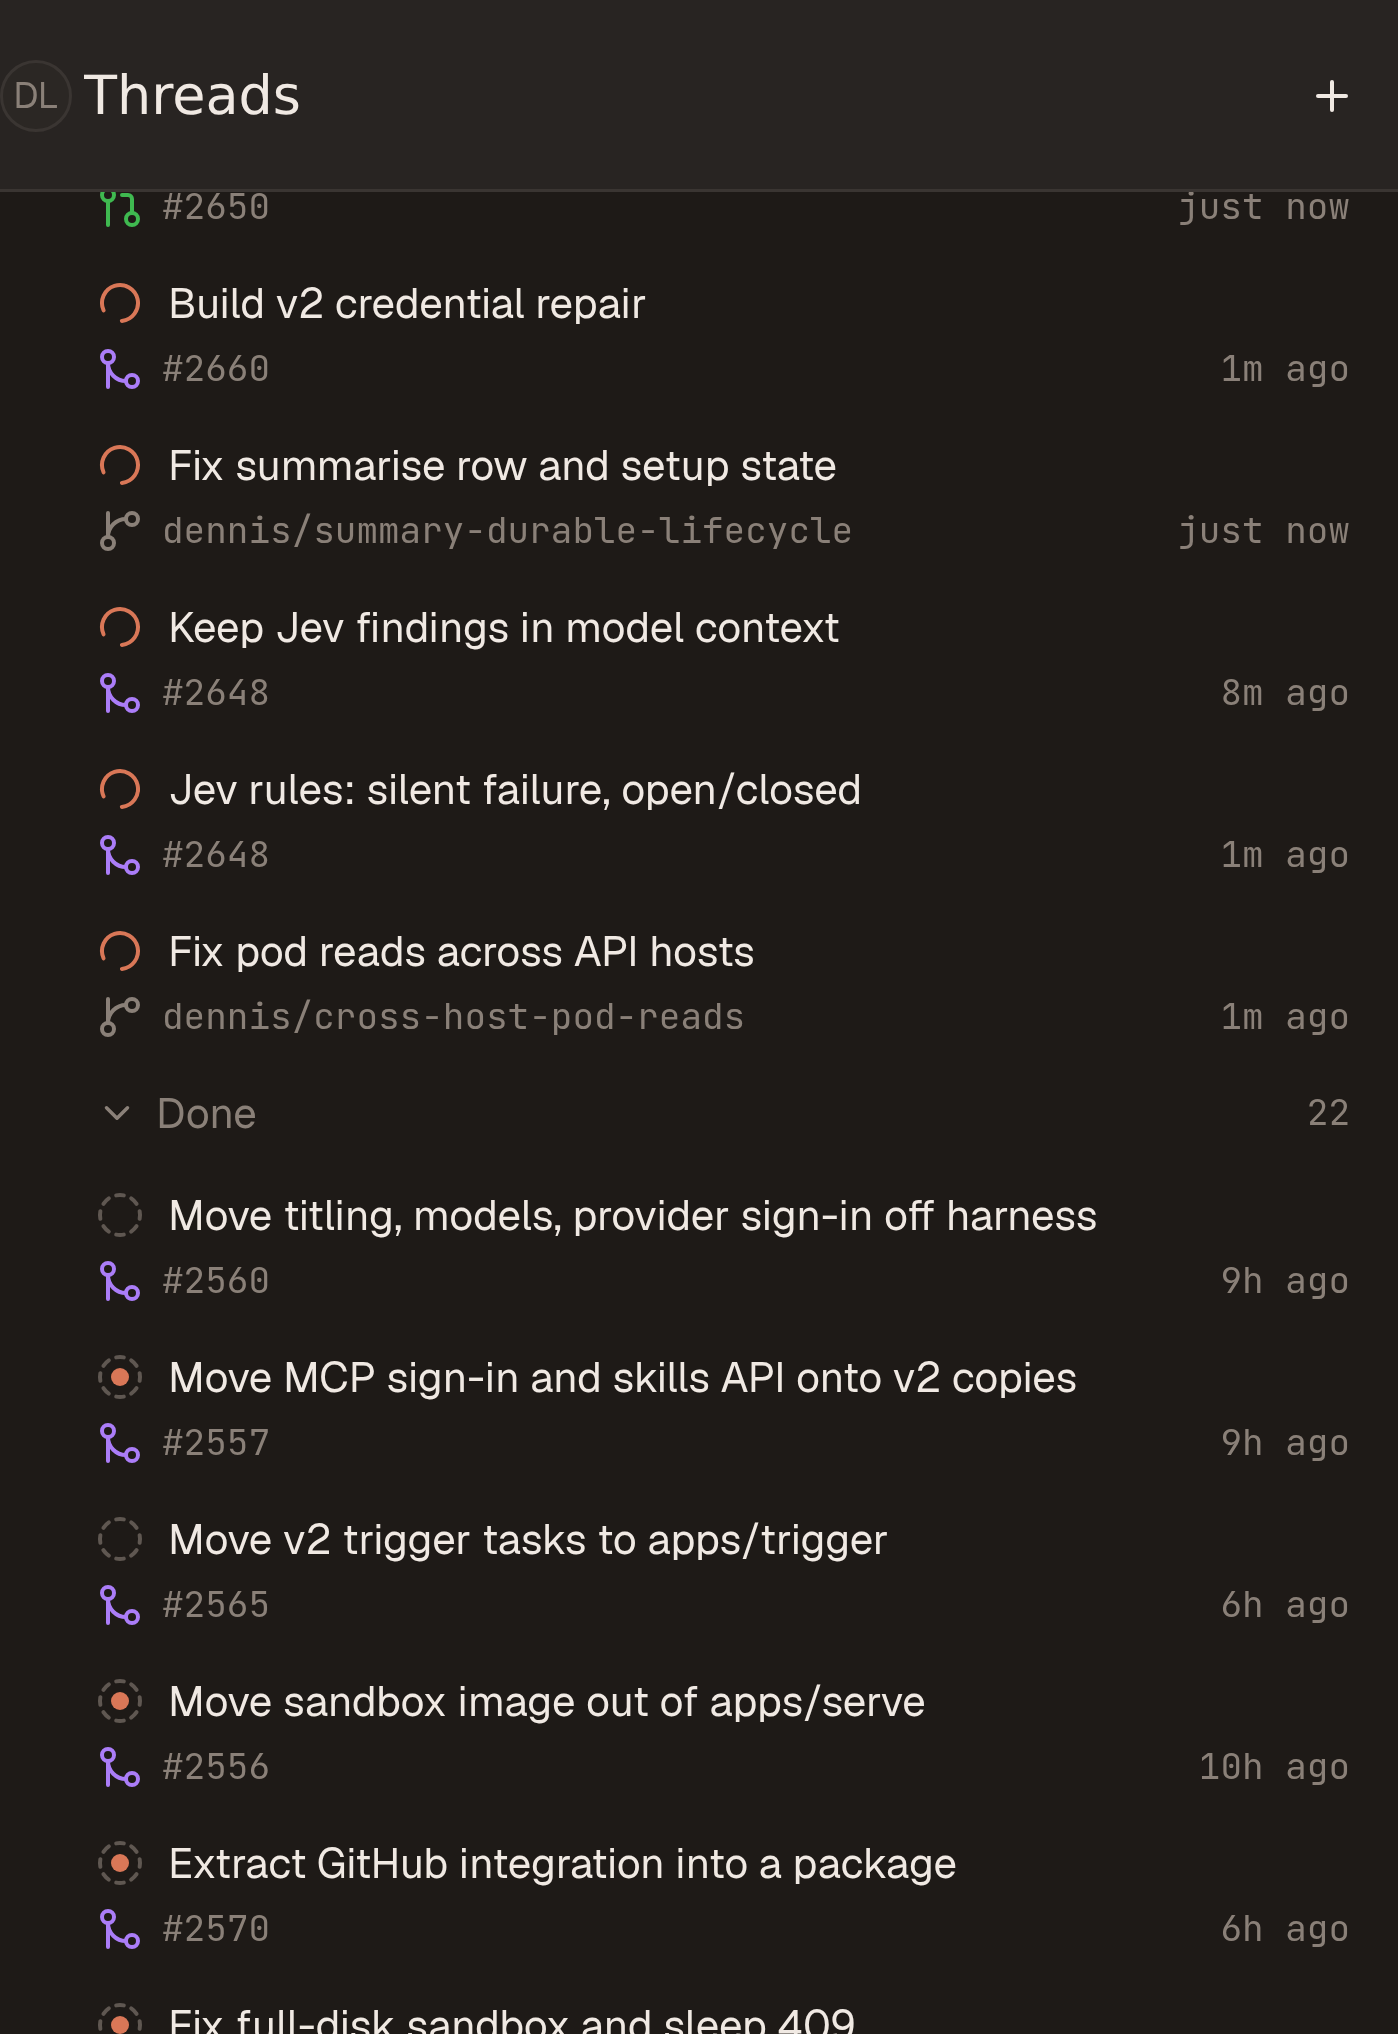 DL Threads
#2650 just now
Build v2 credential repair
#2660 1m ago
Fix summarise row and setup state
dennis/summary-durable-lifecycle just now
Keep Jev findings in model context
#2648 8m ago
Jev rules: silent failure, open/closed
#2648 1m ago
Fix pod reads across API hosts
dennis/cross-host-pod-reads 1m ago
Done 22
Move titling, models, provider sign-in off harness
#2560 9h ago
Move MCP sign-in and skills API onto v2 copies
#2557 9h ago
Move v2 trigger tasks to apps/trigger
#2565 6h ago
Move sandbox image out of apps/serve
#2556 10h ago
Extract GitHub integration into a package
#2570 6h ago
Fix full-disk sandbox and sleep 409